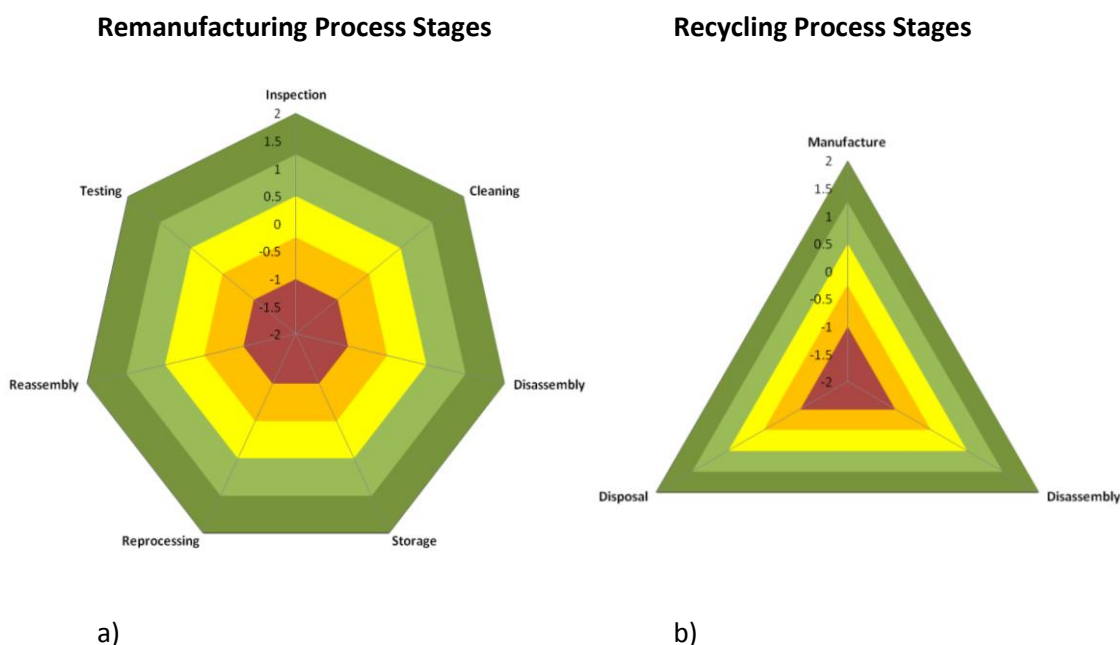 Remanufacturing Process Stages
Inspection
2
1.5
1
0.5
0
-0.5
-1
-1.5
-2
Testing
Cleaning
Reassembly
Disassembly
Reprocessing
Storage
a)
Recycling Process Stages
Manufacture
2
1.5
1
0.5
0
-0.5
-1
-1.5
-2
Disposal
Disassembly
b)